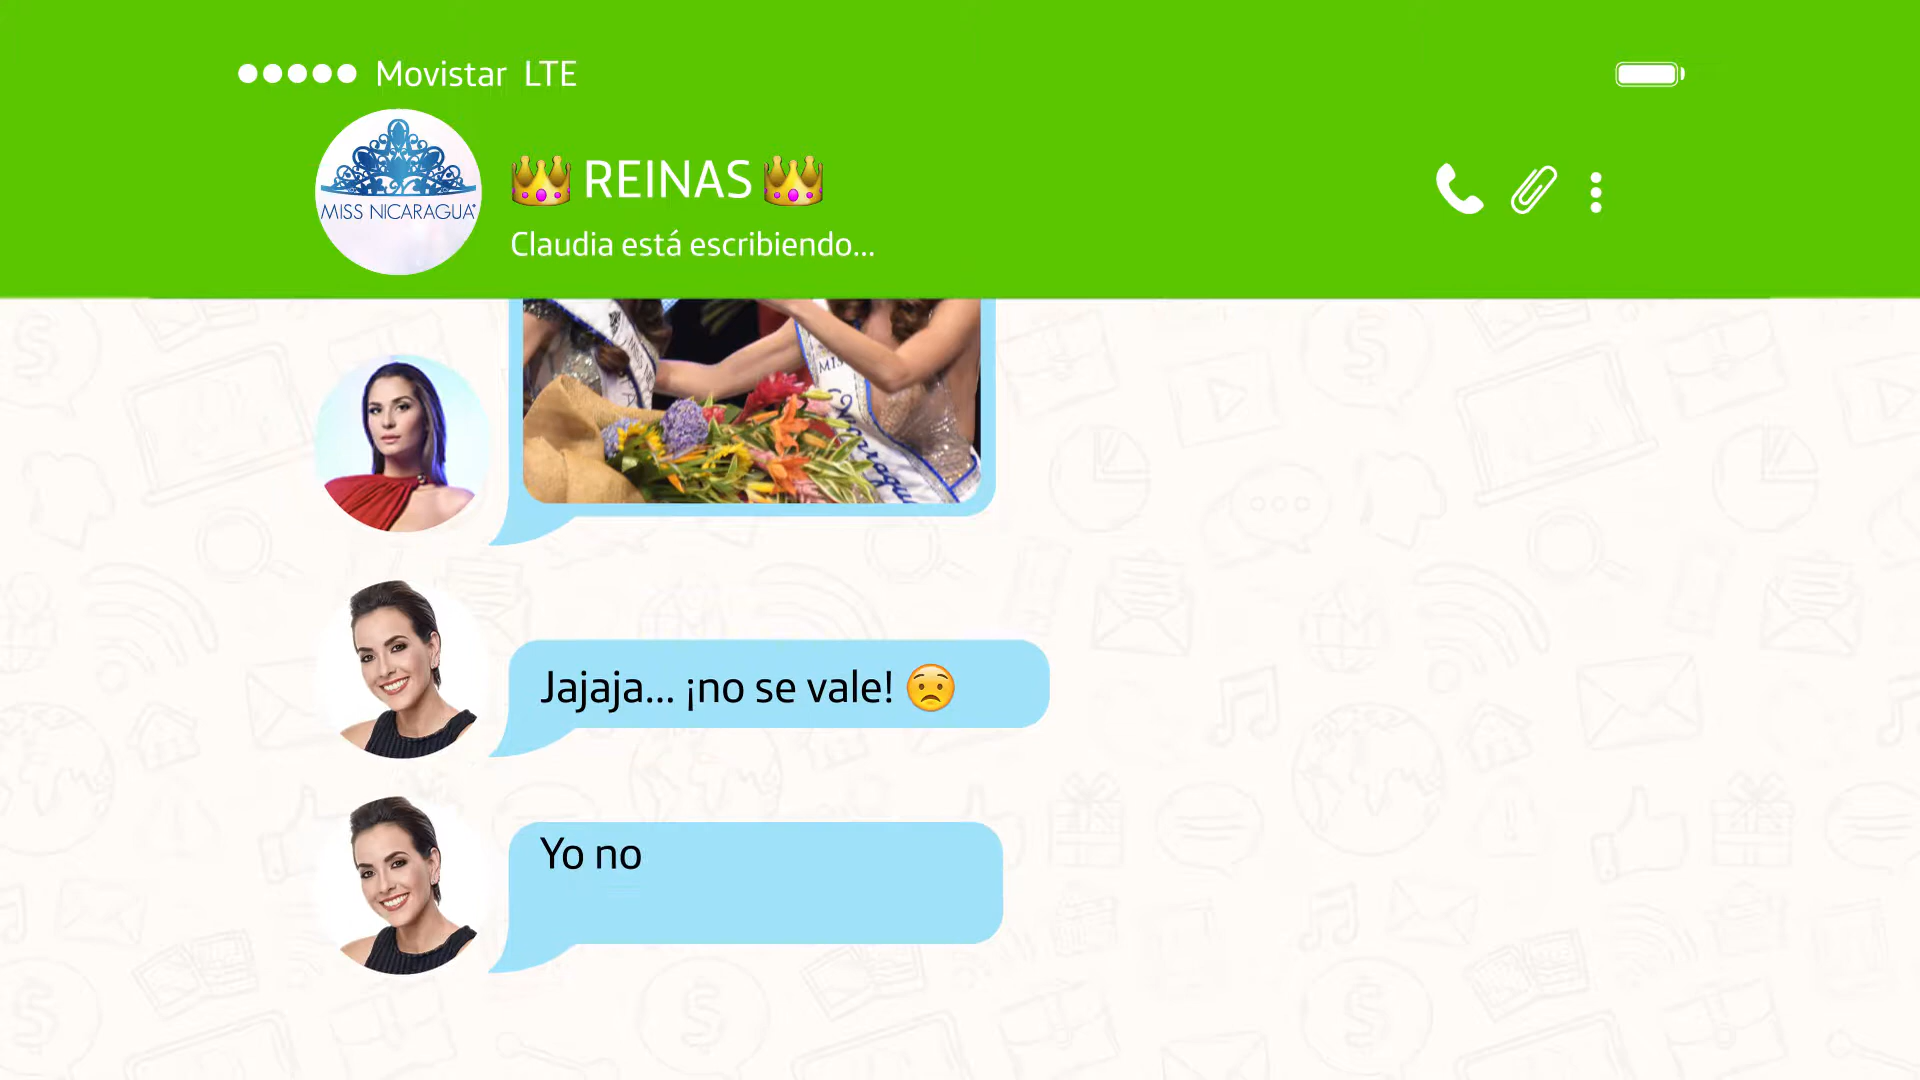 Movistar LTE
MISS NICARAGUA
REINAS
Claudia está escribiendo...
Jajaja... ¡no se vale!
Yo no